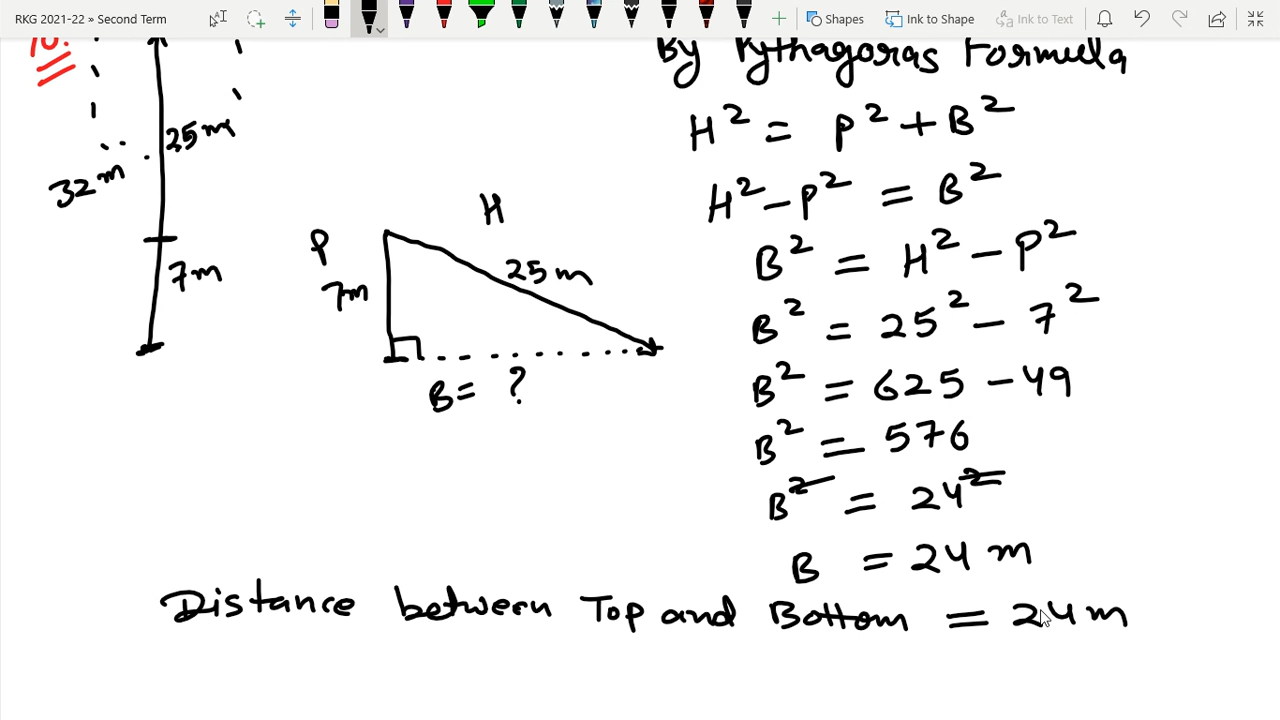 RKG 2021-22 » Second Term
Shapes
Ink to Shape
Ink to Text
10.
25m
32m
7m
P
H
7m
25m
B = ?
By Pythagoras Formula
H² = P² + B²
H² – P² = B²
B² = H² – P²
B² = 25² – 7²
B² = 625 – 49
B² = 576
B² = 24²
B = 24 m
Distance between Top and Bottom = 24 m